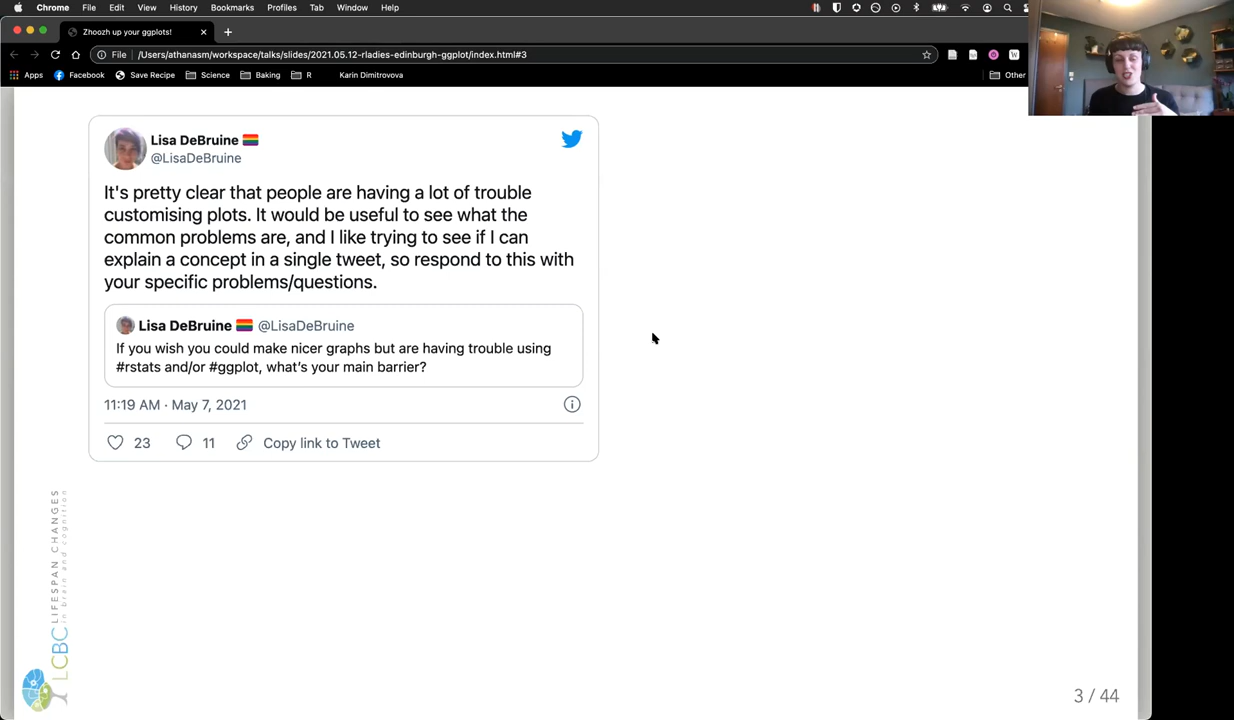 Chrome File Edit View History Bookmarks Profiles Tab Window Help
Zhoozh up your ggplots!
File /Users/athanasm/workspace/talks/slides/2021.05.12-rladies-edinburgh-ggplot/index.html#3
Apps Facebook Save Recipe Science Baking R Karin Dimitrovova Other
Lisa DeBruine
@LisaDeBruine
It's pretty clear that people are having a lot of trouble
customising plots. It would be useful to see what the
common problems are, and I like trying to see if I can
explain a concept in a single tweet, so respond to this with
your specific problems/questions.
Lisa DeBruine @LisaDeBruine
If you wish you could make nicer graphs but are having trouble using
#rstats and/or #ggplot, what's your main barrier?
11:19 AM · May 7, 2021
23 11 Copy link to Tweet
LCBC LIFESPAN CHANGES
in brain and cognition
3 / 44